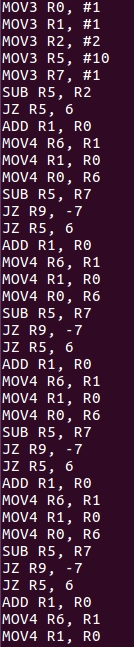 MOV3 R0, #1
MOV3 R1, #1
MOV3 R2, #2
MOV3 R5, #10
MOV3 R7, #1
SUB R5, R2
JZ R5, 6
ADD R1, R0
MOV4 R6, R1
MOV4 R1, R0
MOV4 R0, R6
SUB R5, R7
JZ R9, -7
JZ R5, 6
ADD R1, R0
MOV4 R6, R1
MOV4 R1, R0
MOV4 R0, R6
SUB R5, R7
JZ R9, -7
JZ R5, 6
ADD R1, R0
MOV4 R6, R1
MOV4 R1, R0
MOV4 R0, R6
SUB R5, R7
JZ R9, -7
JZ R5, 6
ADD R1, R0
MOV4 R6, R1
MOV4 R1, R0
MOV4 R0, R6
SUB R5, R7
JZ R9, -7
JZ R5, 6
ADD R1, R0
MOV4 R6, R1
MOV4 R1, R0